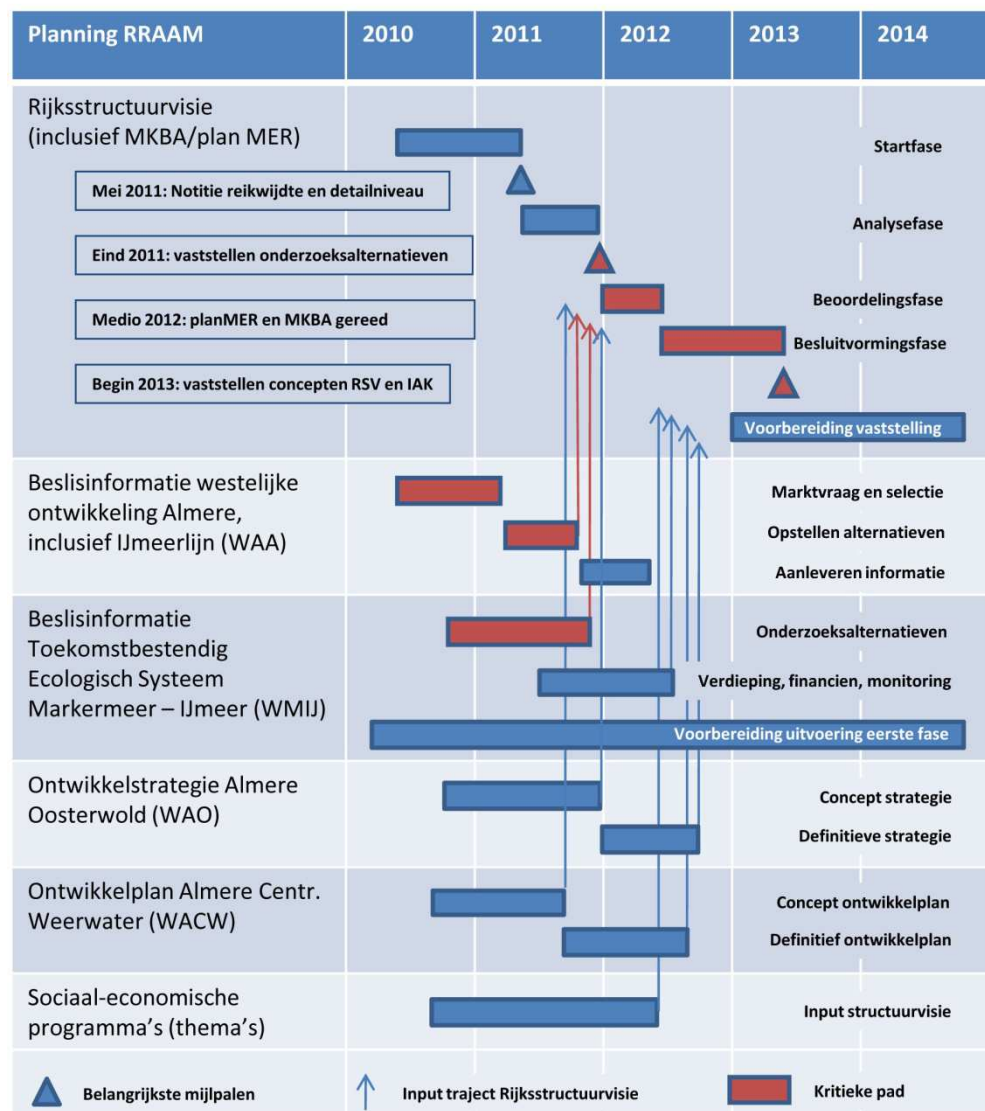 Planning RRAAM 2010 2011 2012 2013 2014
Rijksstructuurvisie
(inclusief MKBA/plan MER)
Startfase
Mei 2011: Notitie reikwijdte en detailniveau
Analysefase
Eind 2011: vaststellen onderzoeksalternatieven
Beoordelingsfase
Medio 2012: planMER en MKBA gereed
Besluitvormingsfase
Begin 2013: vaststellen concepten RSV en IAK
Voorbereiding vaststelling
Beslisinformatie westelijke
ontwikkeling Almere,
inclusief IJmeerlijn (WAA)
Marktvraag en selectie
Opstellen alternatieven
Aanleveren informatie
Beslisinformatie
Toekomstbestendig
Ecologisch Systeem
Markermeer – IJmeer (WMIJ)
Onderzoeksalternatieven
Verdieping, financien, monitoring
Voorbereiding uitvoering eerste fase
Ontwikkelstrategie Almere
Oosterwold (WAO)
Concept strategie
Definitieve strategie
Ontwikkelplan Almere Centr.
Weerwater (WACW)
Concept ontwikkelplan
Definitief ontwikkelplan
Sociaal-economische
programma's (thema's)
Input structuurvisie
Belangrijkste mijlpalen
Input traject Rijksstructuurvisie
Kritieke pad